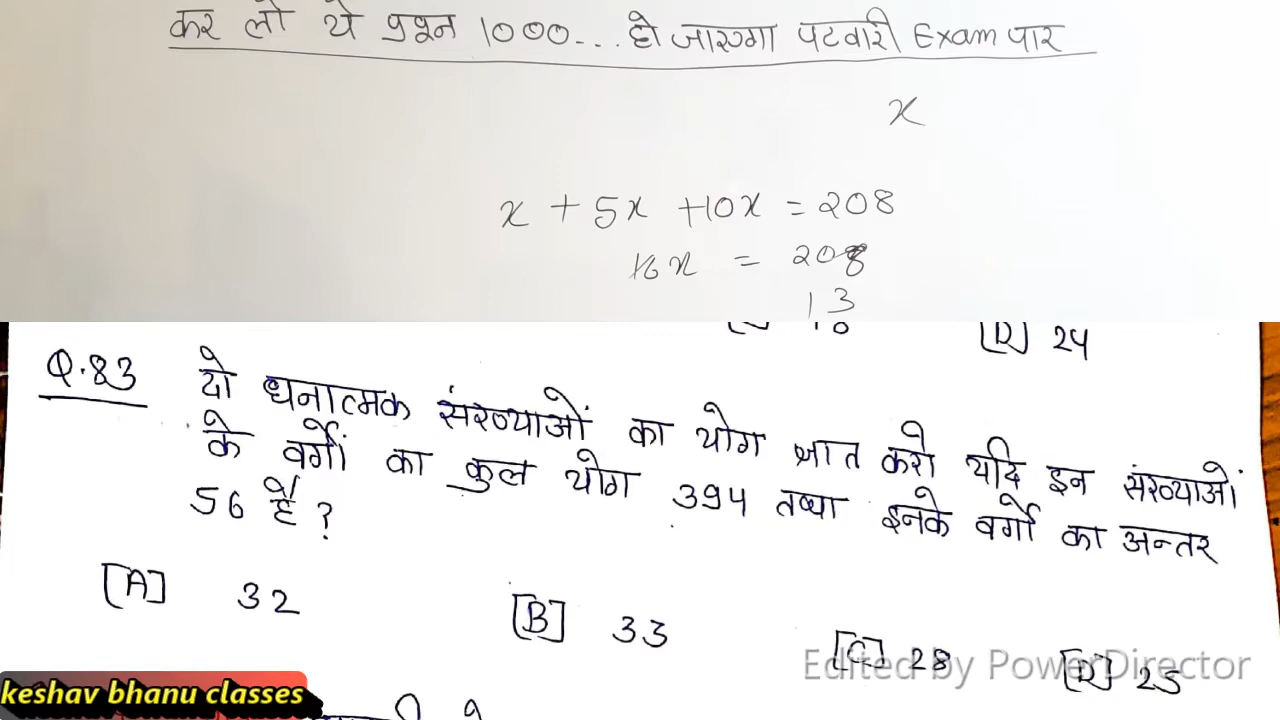 कर लो ये प्रश्न 1000... हो जाएगा पटवारी Exam पार
x
x + 5x + 10x = 208
16x = 208
13
[D] 24
Q.83 दो धनात्मक संख्याओं का योग ज्ञात करो यदि इन संख्याओं
के वर्गों का कुल योग 394 तथा इनके वर्गों का अन्तर
56 है ?
[A] 32 [B] 33 [C] 28 [D] 25
Edited by PowerDirector
keshav bhanu classes